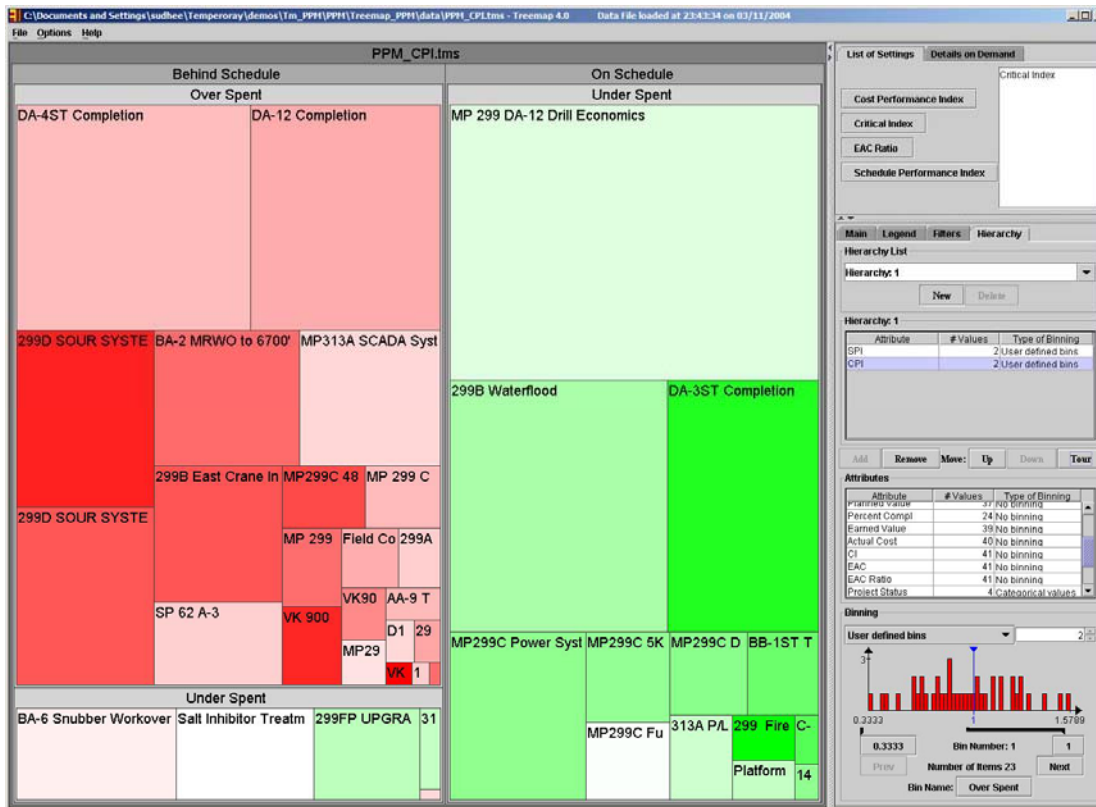 C:\Documents and Settings\sudhee\Temperoray\demos\Tm_PPM\PPM\Treemap_PPM\data\PPM_CPI.tms - Treemap 4.0 Data File loaded at 23:43:34 on 03/11/2004
File Options Help
PPM_CPI.tms
Behind Schedule
On Schedule
Over Spent
Under Spent
DA-4ST Completion
DA-12 Completion
MP 299 DA-12 Drill Economics
299D SOUR SYSTE
BA-2 MRWO to 6700'
MP313A SCADA Syst
299B Waterflood
DA-3ST Completion
299B East Crane In
MP299C 48
MP 299 C
299D SOUR SYSTE
MP 299
Field Co
299A
VK90
AA-9 T
SP 62 A-3
VK 900
D1
29
MP29
VK
1
MP299C Power Syst
MP299C 5K
MP299C D
BB-1ST T
MP299C Fu
313A P/L
299 Fire
C-
Platform
14
Under Spent
BA-6 Snubber Workover
Salt Inhibitor Treatm
299FP UPGRA
31
List of Settings
Details on Demand
Cost Performance Index
Critical Index
EAC Ratio
Schedule Performance Index
Critical Index
Main
Legend
Filters
Hierarchy
Hierarchy List
Hierarchy: 1
New
Delete
Hierarchy: 1
Attribute # Values Type of Binning
SPI 2 User defined bins
CPI 2 User defined bins
Add
Remove
Move:
Up
Down
Tour
Attributes
Attribute # Values Type of Binning
Planned Value 37 No binning
Percent Compl 24 No binning
Earned Value 39 No binning
Actual Cost 40 No binning
CI 41 No binning
EAC 41 No binning
EAC Ratio 41 No binning
Project Status 4 Categorical values
Binning
User defined bins
2
3
0.3333
1
1.5789
0.3333
Bin Number: 1
1
Prev
Number of Items 23
Next
Bin Name:
Over Spent